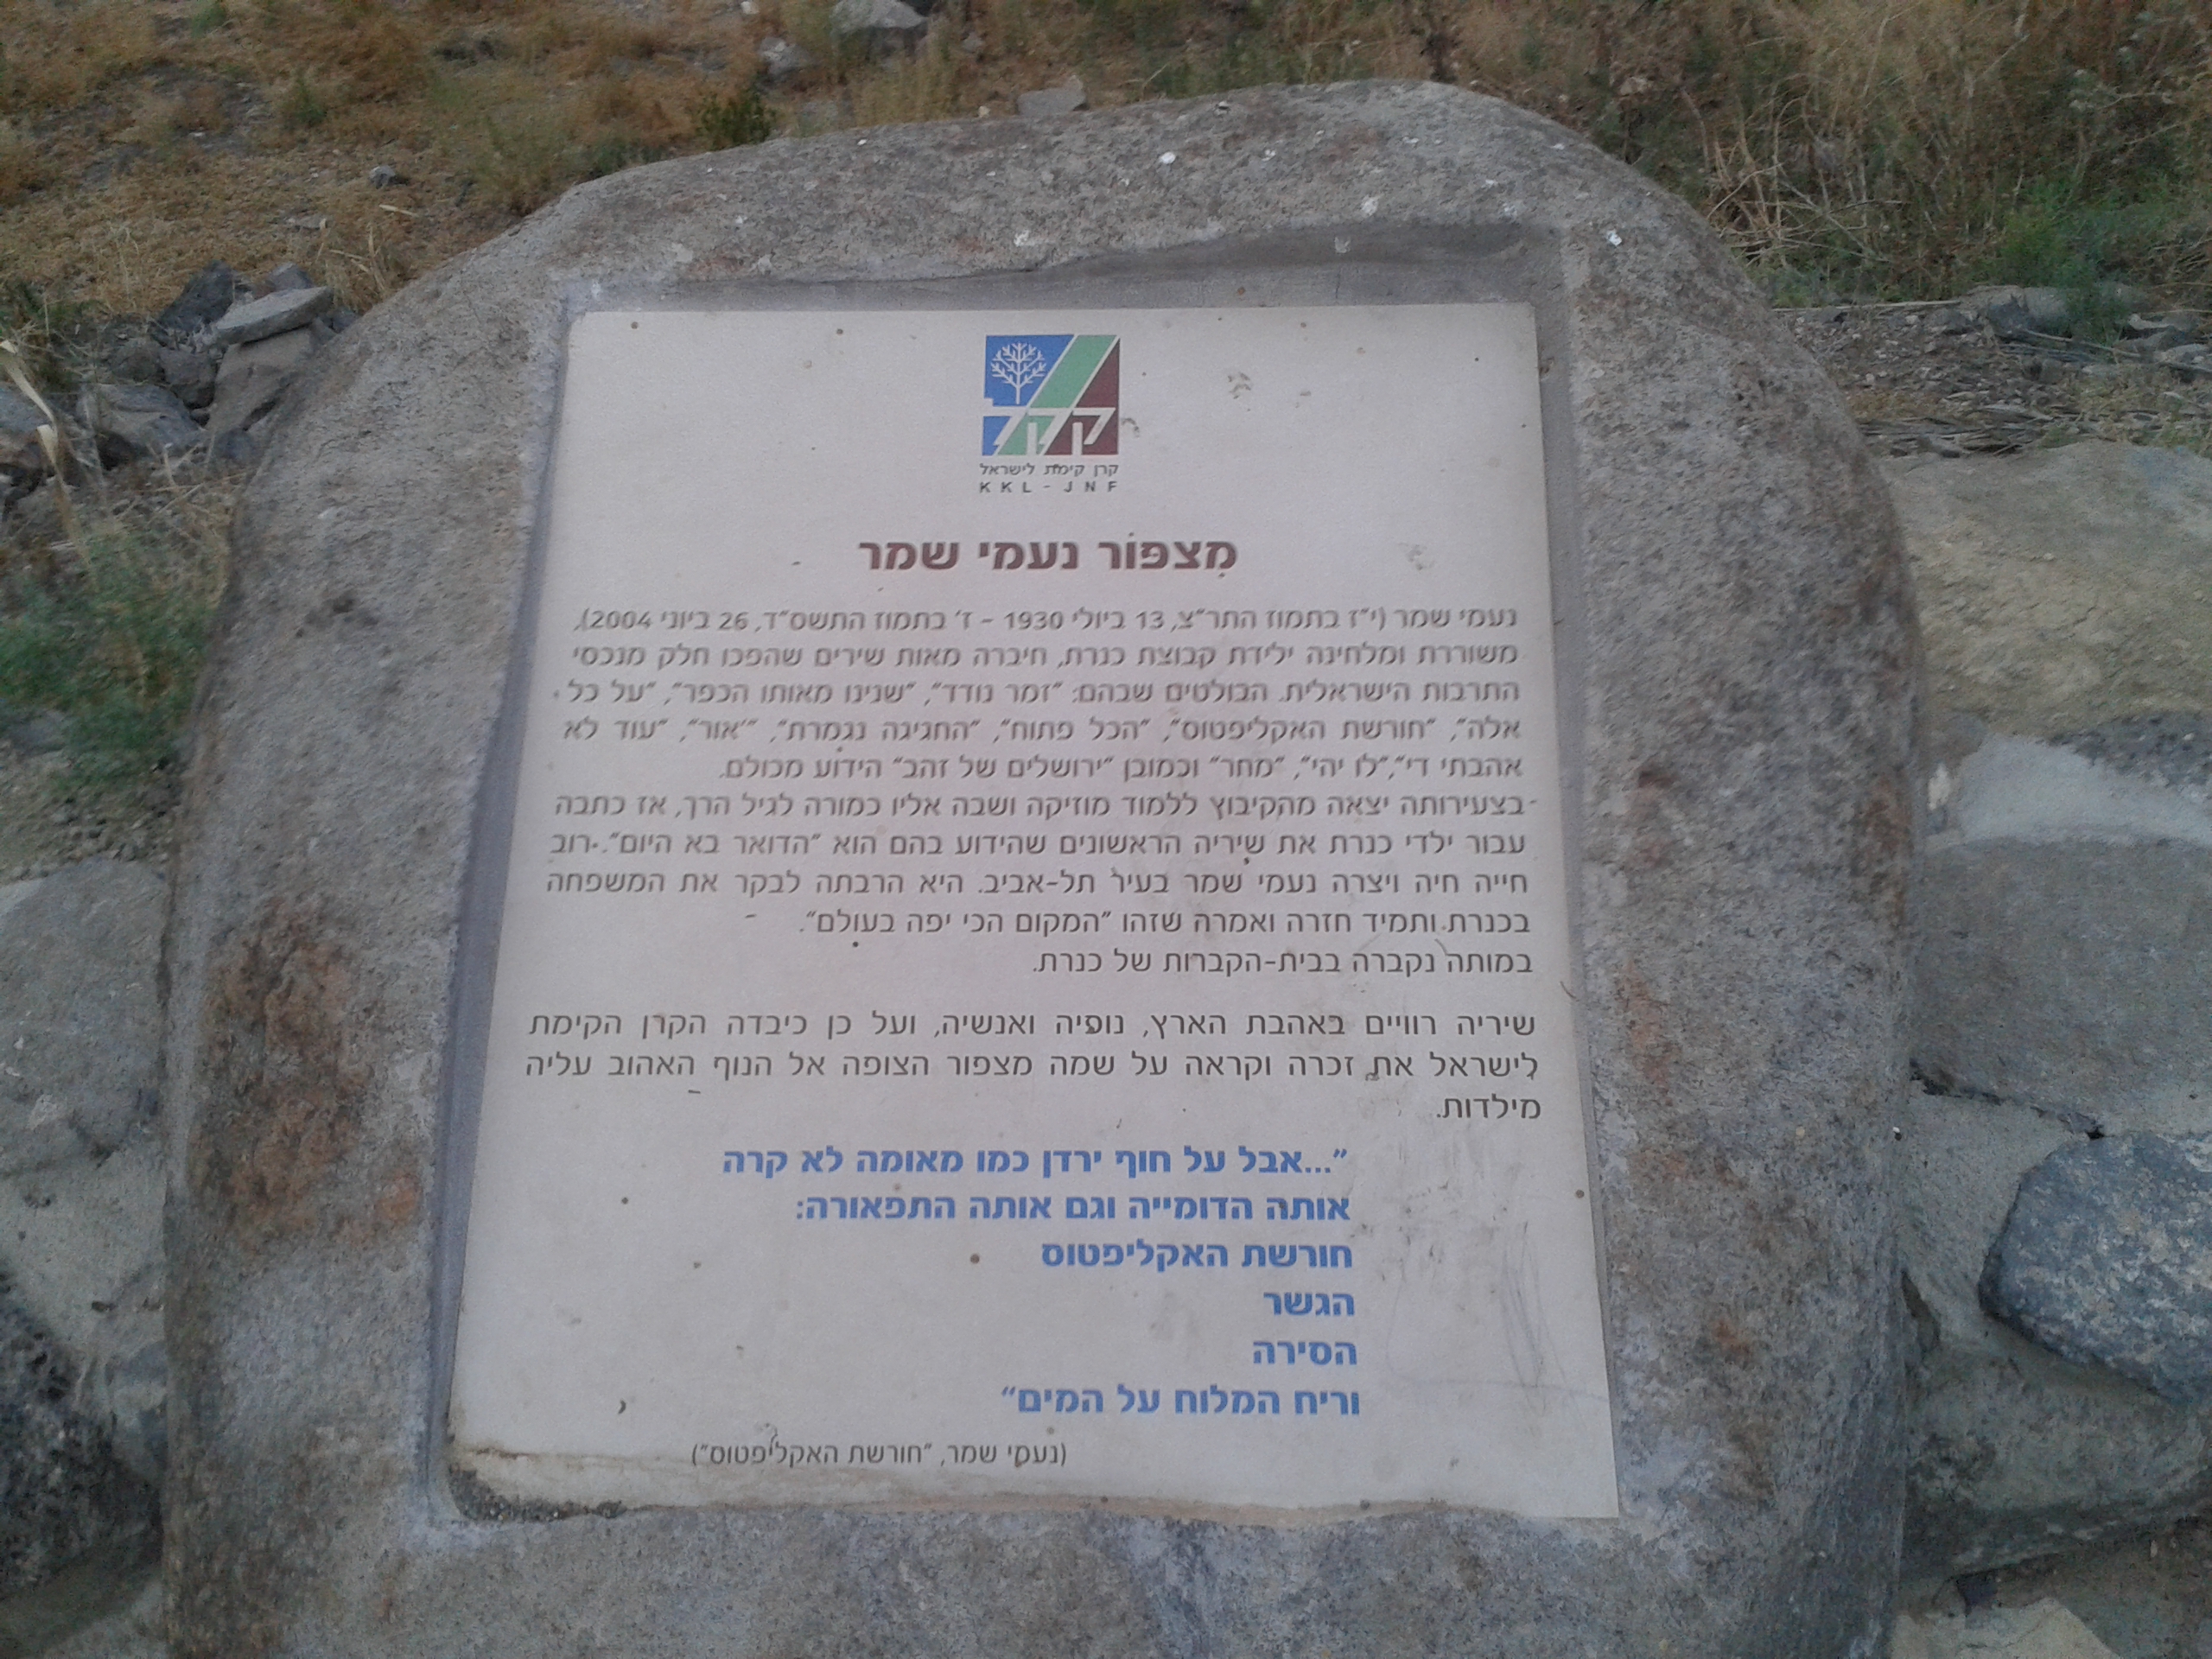 קק״ל
קרן קימת לישראל
KKL - JNF
מִצפּוֹר נעמי שמר
נעמי שמר (י״ז בתמוז התר״צ, 13 ביולי 1930 - ז׳ בתמוז התשס״ד, 26 ביוני 2004),
משוררת ומלחינה ילידת קבוצת כנרת, חיברה מאות שירים שהפכו חלק מנכסי
התרבות הישראלית. הבולטים שבהם: ״זמר נודד״, ״שנינו מאותו הכפר״, ״על כל
אלה״, ״חורשת האקליפטוס״, ״הכל פתוח״, ״החגיגה נגמרת״, ״אור״, ״עוד לא
אהבתי די״,״לו יהי״, ״מחר״ וכמובן ״ירושלים של זהב״ הידוע מכולם.
בצעירותה יצאה מהקיבוץ ללמוד מוזיקה ושבה אליו כמורה לגיל הרך, אז כתבה
עבור ילדי כנרת את שיריה הראשונים שהידוע בהם הוא ״הדואר בא היום״. רוב
חייה חיה ויצרה נעמי שמר בעיר תל-אביב. היא הרבתה לבקר את המשפחה
בכנרת ותמיד חזרה ואמרה שזהו ״המקום הכי יפה בעולם״.
במותה נקברה בבית-הקברות של כנרת.
שיריה רוויים באהבת הארץ, נופיה ואנשיה, ועל כן כיבדה הקרן הקימת
לישראל את זכרה וקראה על שמה מצפור הצופה אל הנוף האהוב עליה
מילדות.
״...אבל על חוף ירדן כמו מאומה לא קרה
אותה הדומייה וגם אותה התפאורה:
חורשת האקליפטוס
הגשר
הסירה
וריח המלוח על המים״
(נעמי שמר, ״חורשת האקליפטוס״)